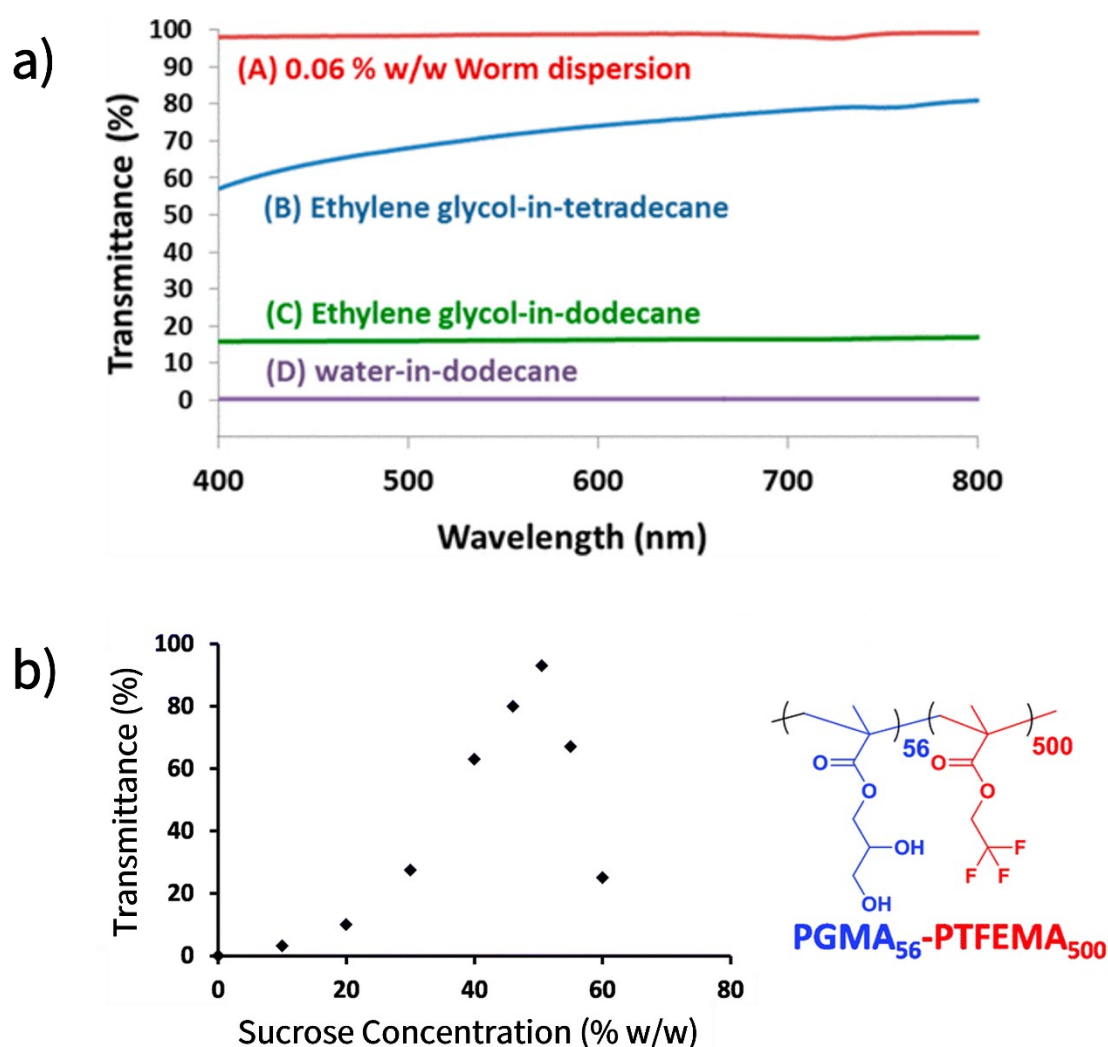 a)
Transmittance (%)
100
90
80
70
60
50
40
30
20
10
0
(A) 0.06 % w/w Worm dispersion
(B) Ethylene glycol-in-tetradecane
(C) Ethylene glycol-in-dodecane
(D) water-in-dodecane
400 500 600 700 800
Wavelength (nm)
b)
Transmittance (%)
100
80
60
40
20
0
0 20 40 60 80
Sucrose Concentration (% w/w)
56 500
O O
O O
OH F
F F
OH
PGMA56-PTFEMA500